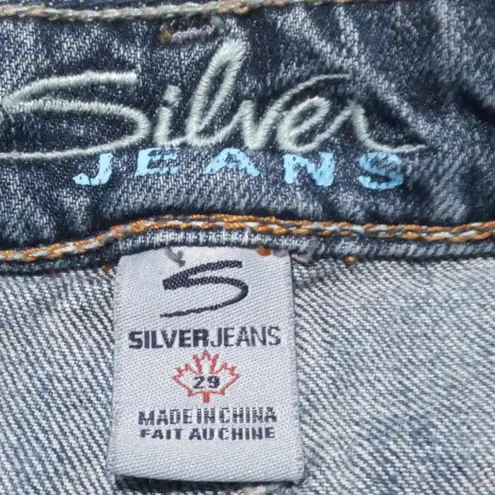 Silver
JEANS
S
SILVERJEANS
29
MADE IN CHINA
FAIT AU CHINE